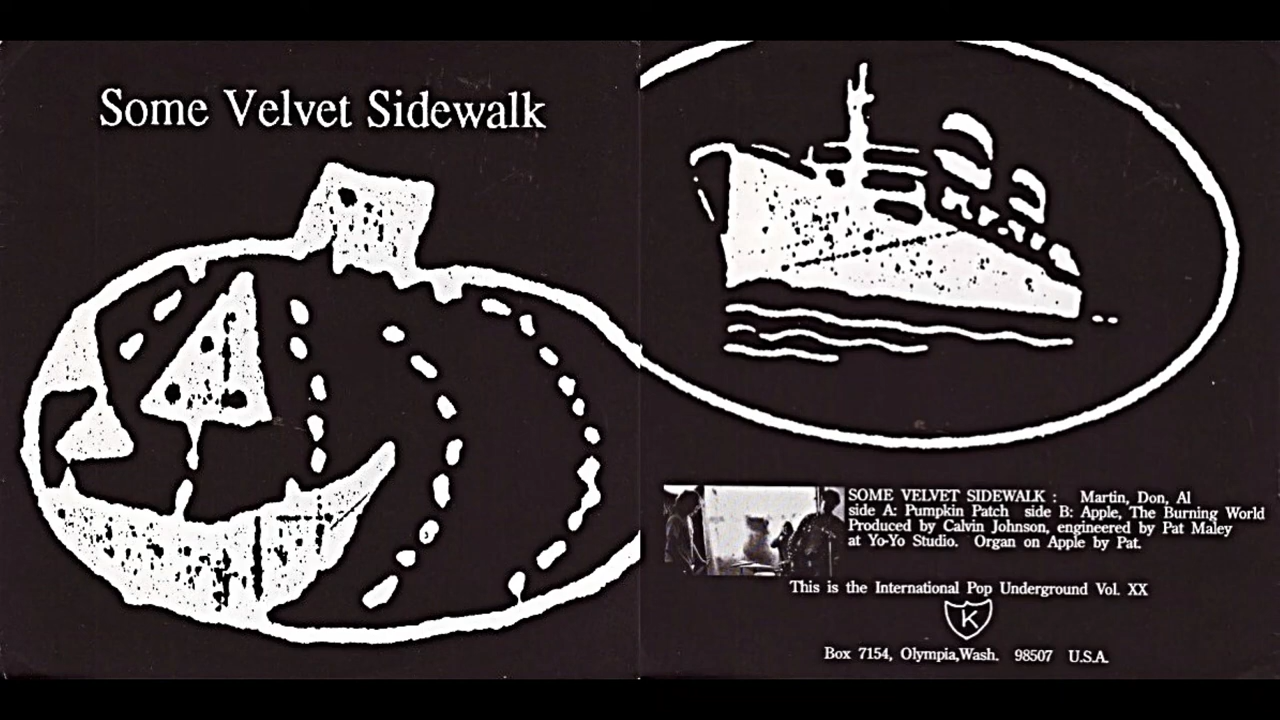 Some Velvet Sidewalk
SOME VELVET SIDEWALK : Martin, Don, Al
side A: Pumpkin Patch side B: Apple, The Burning World
Produced by Calvin Johnson, engineered by Pat Maley
at Yo-Yo Studio. Organ on Apple by Pat.
This is the International Pop Underground Vol. XX
K
Box 7154, Olympia,Wash. 98507 U.S.A.